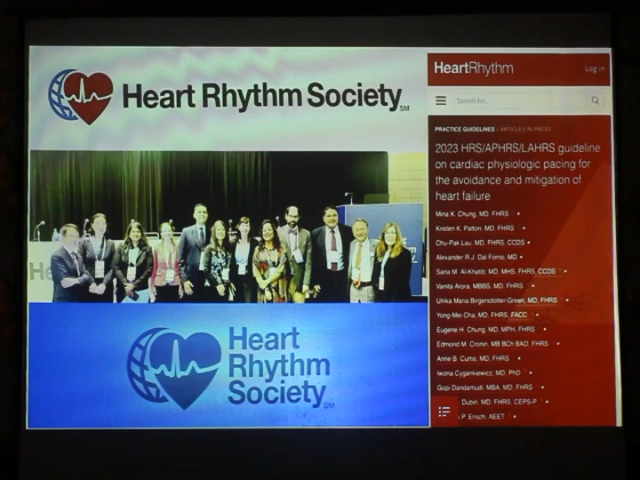 Heart Rhythm Society SM
Heart
Rhythm
Society SM
HeartRhythm
Log in
Search for...
PRACTICE GUIDELINES | ARTICLES IN PRESS
2023 HRS/APHRS/LAHRS guideline
on cardiac physiologic pacing for
the avoidance and mitigation of
heart failure
Mina K. Chung, MD, FHRS •
Kristen K. Patton, MD, FHRS •
Chu-Pak Lau, MD, FHRS, CCDS •
Alexander R.J. Dal Forno, MD •
Sana M. Al-Khatib, MD, MHS, FHRS, CCDS •
Vanita Arora, MBBS, MD, FHRS •
Ulrika Maria Birgersdotter-Green, MD, FHRS •
Yong-Mei Cha, MD, FHRS, FACC •
Eugene H. Chung, MD, MPH, FHRS •
Edmond M. Cronin, MB BCh BAO, FHRS •
Anne B. Curtis, MD, FHRS •
Iwona Cygankiewicz, MD, PhD •
Gopi Dandamudi, MBA, MD, FHRS •
Dubin, MD, FHRS, CEPS-P •
P. Ensch, AEET •